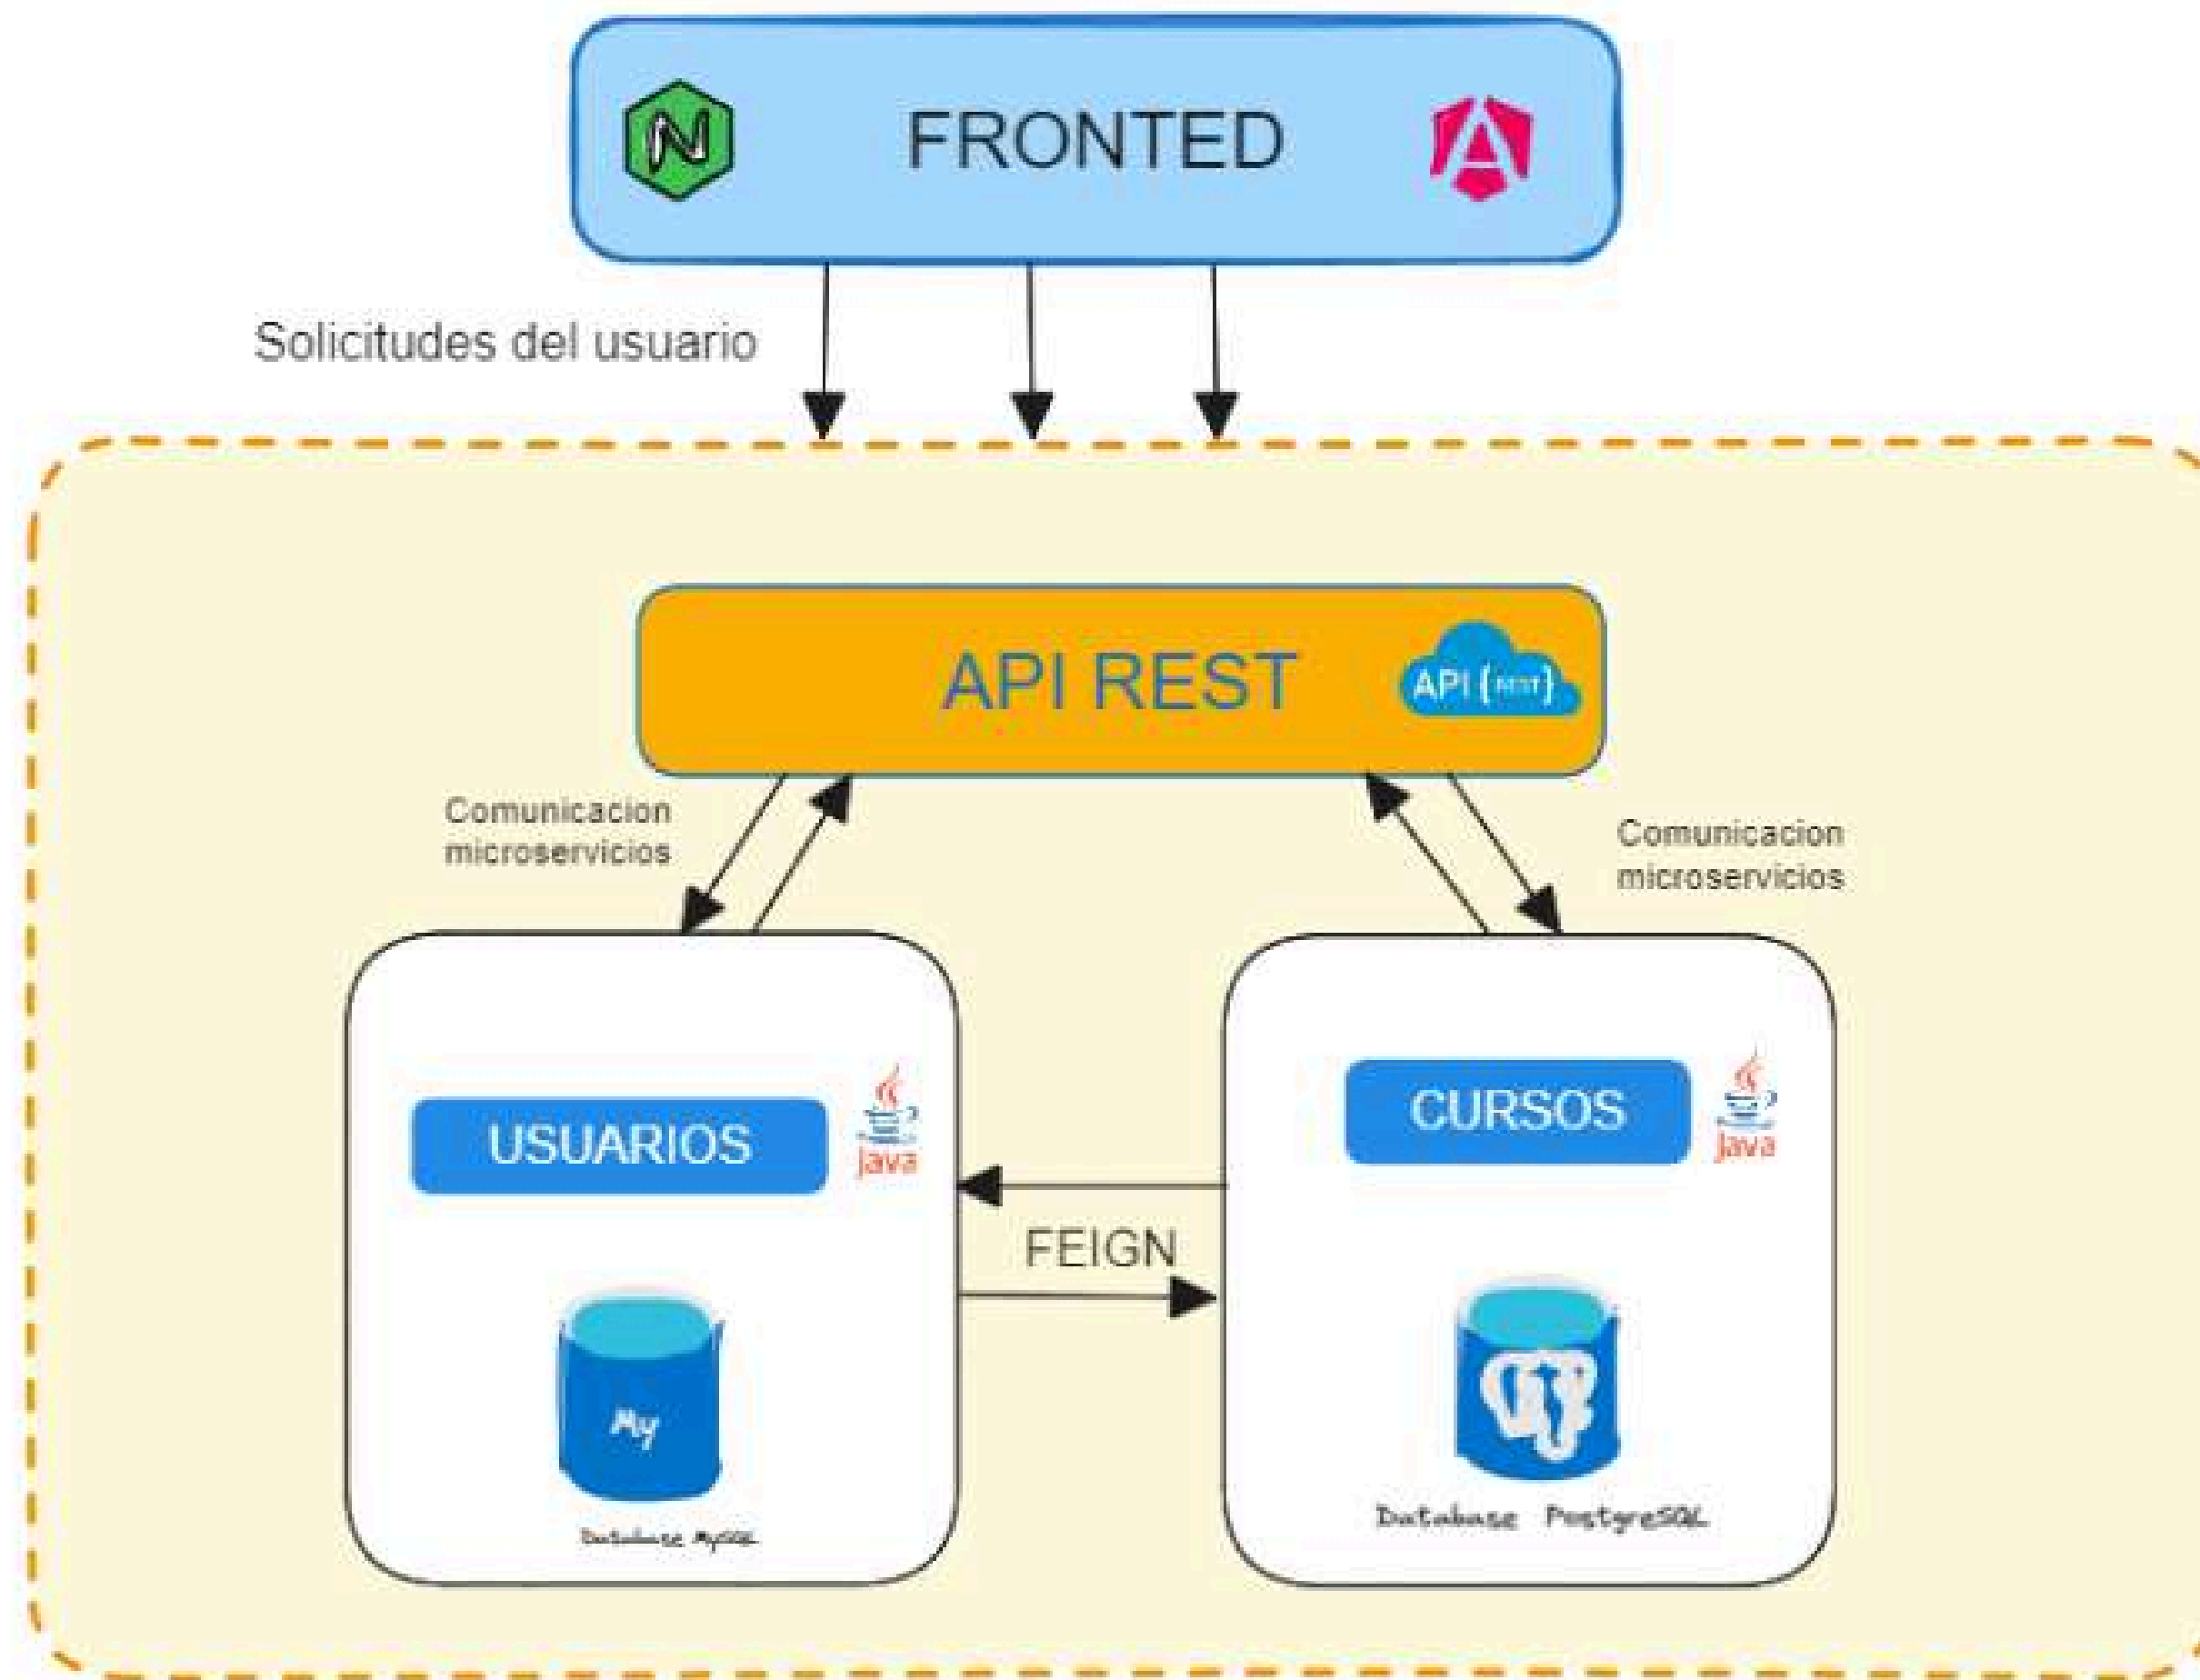 N
FRONTED
Solicitudes del usuario
API REST
API {REST}
Comunicacion
microservicios
Comunicacion
microservicios
USUARIOS
java
CURSOS
java
FEIGN
My
Database MySQL
Database PostgreSQL